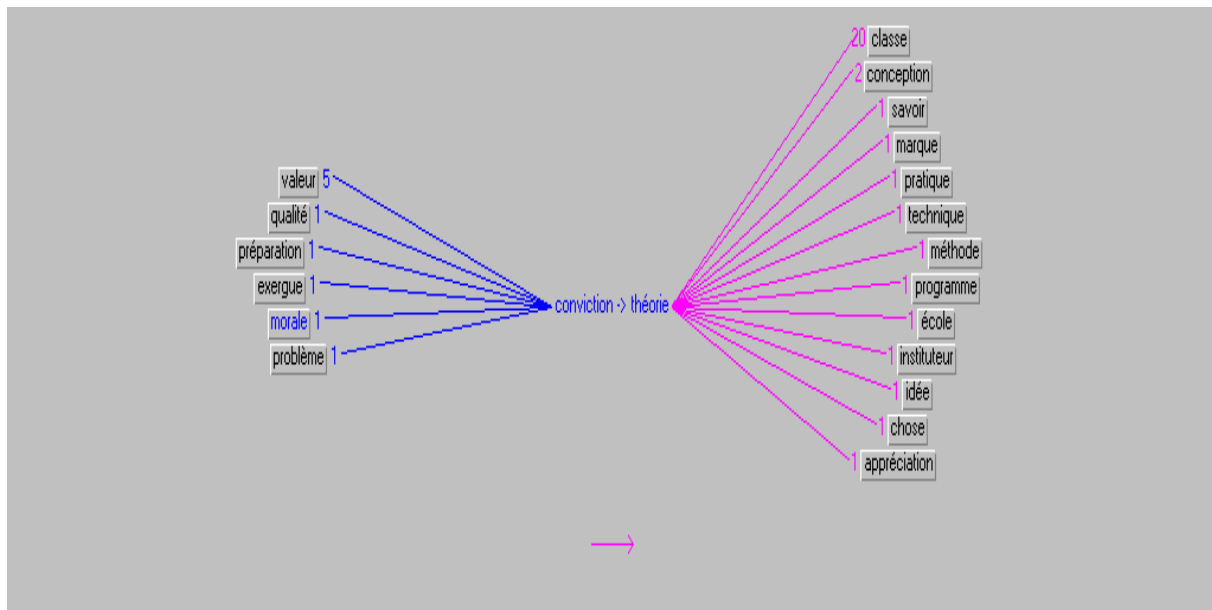 valeur 5
qualité 1
préparation 1
exergue 1
morale 1
problème 1
conviction -> théorie
20 classe
2 conception
1 savoir
1 marque
1 pratique
1 technique
1 méthode
1 programme
1 école
1 instituteur
1 idée
1 chose
1 appréciation